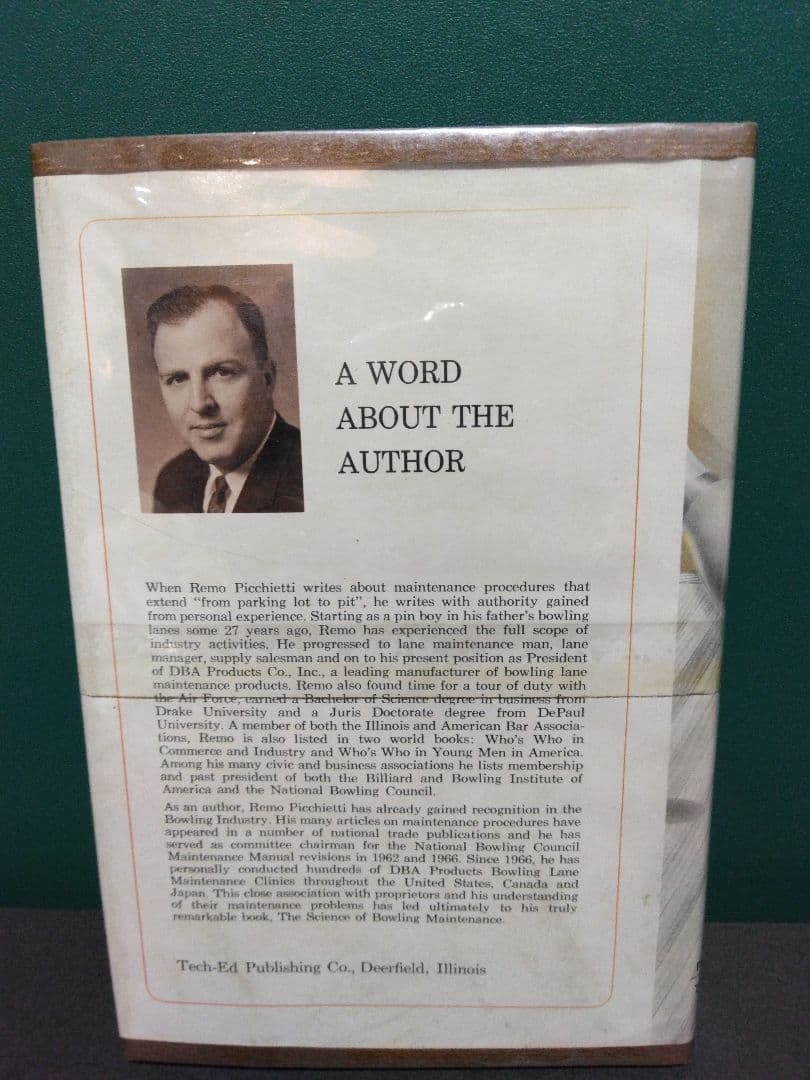 A WORD
ABOUT THE
AUTHOR
When Remo Picchietti writes about maintenance procedures that
extend "from parking lot to pit", he writes with authority gained
from personal experience. Starting as a pin boy in his father's bowling
lanes some 27 years ago, Remo has experienced the full scope of
industry activities. He progressed to lane maintenance man, lane
manager, supply salesman and on to his present position as President
of DBA Products Co., Inc., a leading manufacturer of bowling lane
maintenance products. Remo also found time for a tour of duty with
the Air Force, earned a Bachelor of Science degree in business from
Drake University and a Juris Doctorate degree from DePaul
University. A member of both the Illinois and American Bar Associa-
tions, Remo is also listed in two world books: Who's Who in
Commerce and Industry and Who's Who in Young Men in America.
Among his many civic and business associations he lists membership
and past president of both the Billiard and Bowling Institute of
America and the National Bowling Council.
As an author, Remo Picchietti has already gained recognition in the
Bowling Industry. His many articles on maintenance procedures have
appeared in a number of national trade publications and he has
served as committee chairman for the National Bowling Council
Maintenance Manual revisions in 1962 and 1966. Since 1966, he has
personally conducted hundreds of DBA Products Bowling Lane
Maintenance Clinics throughout the United States, Canada and
Japan. This close association with proprietors and his understanding
of their maintenance problems has led ultimately to his truly
remarkable book, The Science of Bowling Maintenance.
Tech-Ed Publishing Co., Deerfield, Illinois